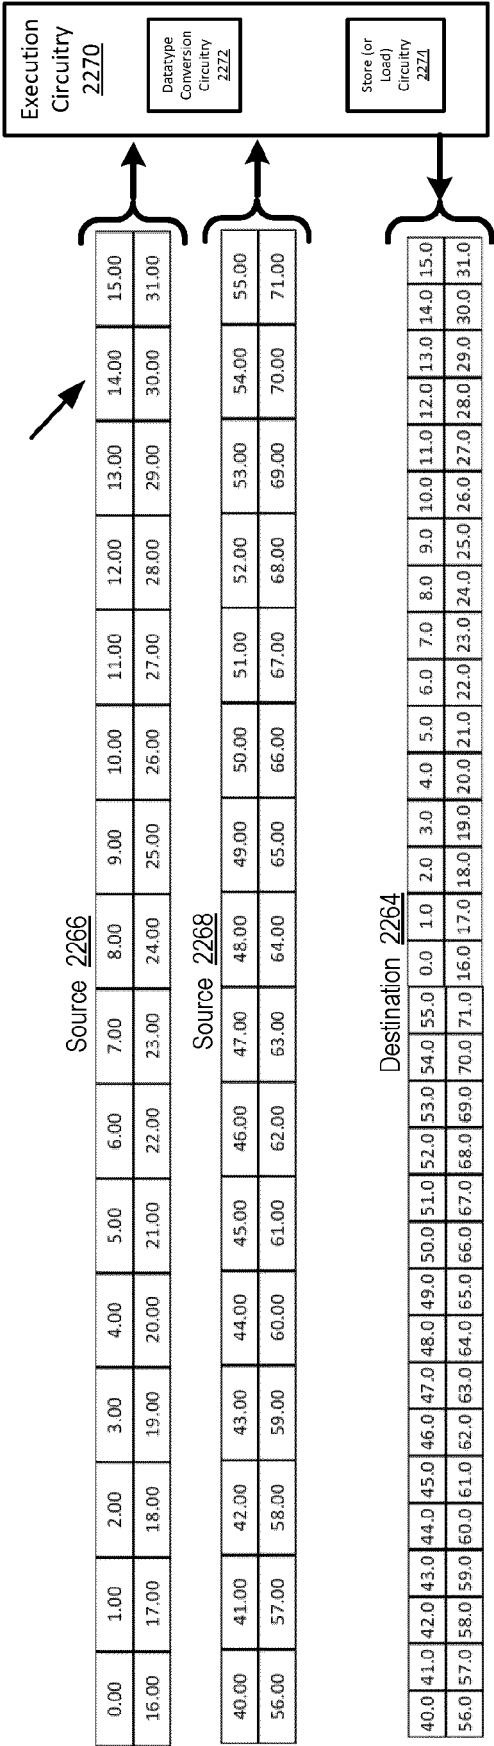 Execution
Circuitry
2270
Datatype
Conversion
Circuitry
2272
Store (or
Load)
Circuitry
2274
Source 2266
0.00 1.00 2.00 3.00 4.00 5.00 6.00 7.00 8.00 9.00 10.00 11.00 12.00 13.00 14.00 15.00
16.00 17.00 18.00 19.00 20.00 21.00 22.00 23.00 24.00 25.00 26.00 27.00 28.00 29.00 30.00 31.00
Source 2268
40.00 41.00 42.00 43.00 44.00 45.00 46.00 47.00 48.00 49.00 50.00 51.00 52.00 53.00 54.00 55.00
56.00 57.00 58.00 59.00 60.00 61.00 62.00 63.00 64.00 65.00 66.00 67.00 68.00 69.00 70.00 71.00
Destination 2264
40.0 41.0 42.0 43.0 44.0 45.0 46.0 47.0 48.0 49.0 50.0 51.0 52.0 53.0 54.0 55.0 0.0 1.0 2.0 3.0 4.0 5.0 6.0 7.0 8.0 9.0 10.0 11.0 12.0 13.0 14.0 15.0
56.0 57.0 58.0 59.0 60.0 61.0 62.0 63.0 64.0 65.0 66.0 67.0 68.0 69.0 70.0 71.0 16.0 17.0 18.0 19.0 20.0 21.0 22.0 23.0 24.0 25.0 26.0 27.0 28.0 29.0 30.0 31.0